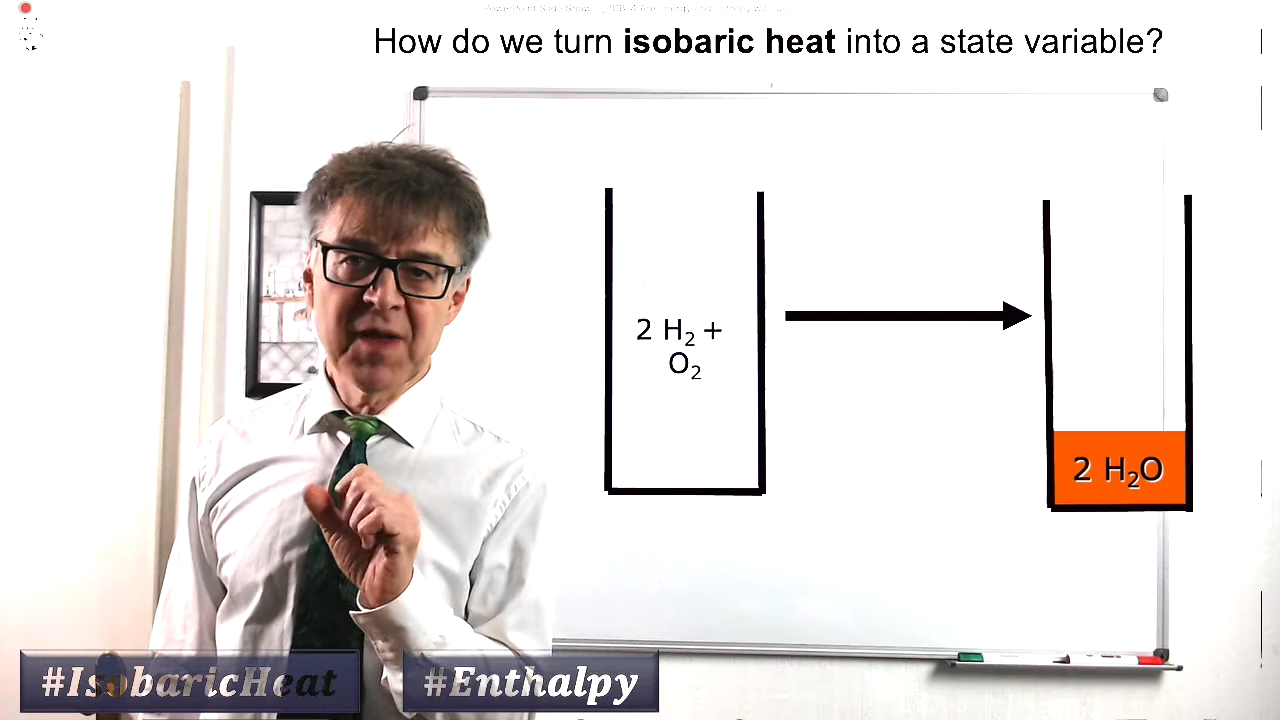 How do we turn isobaric heat into a state variable?
2 H₂ +
O₂
2 H₂O
#IsobaricHeat
#Enthalpy